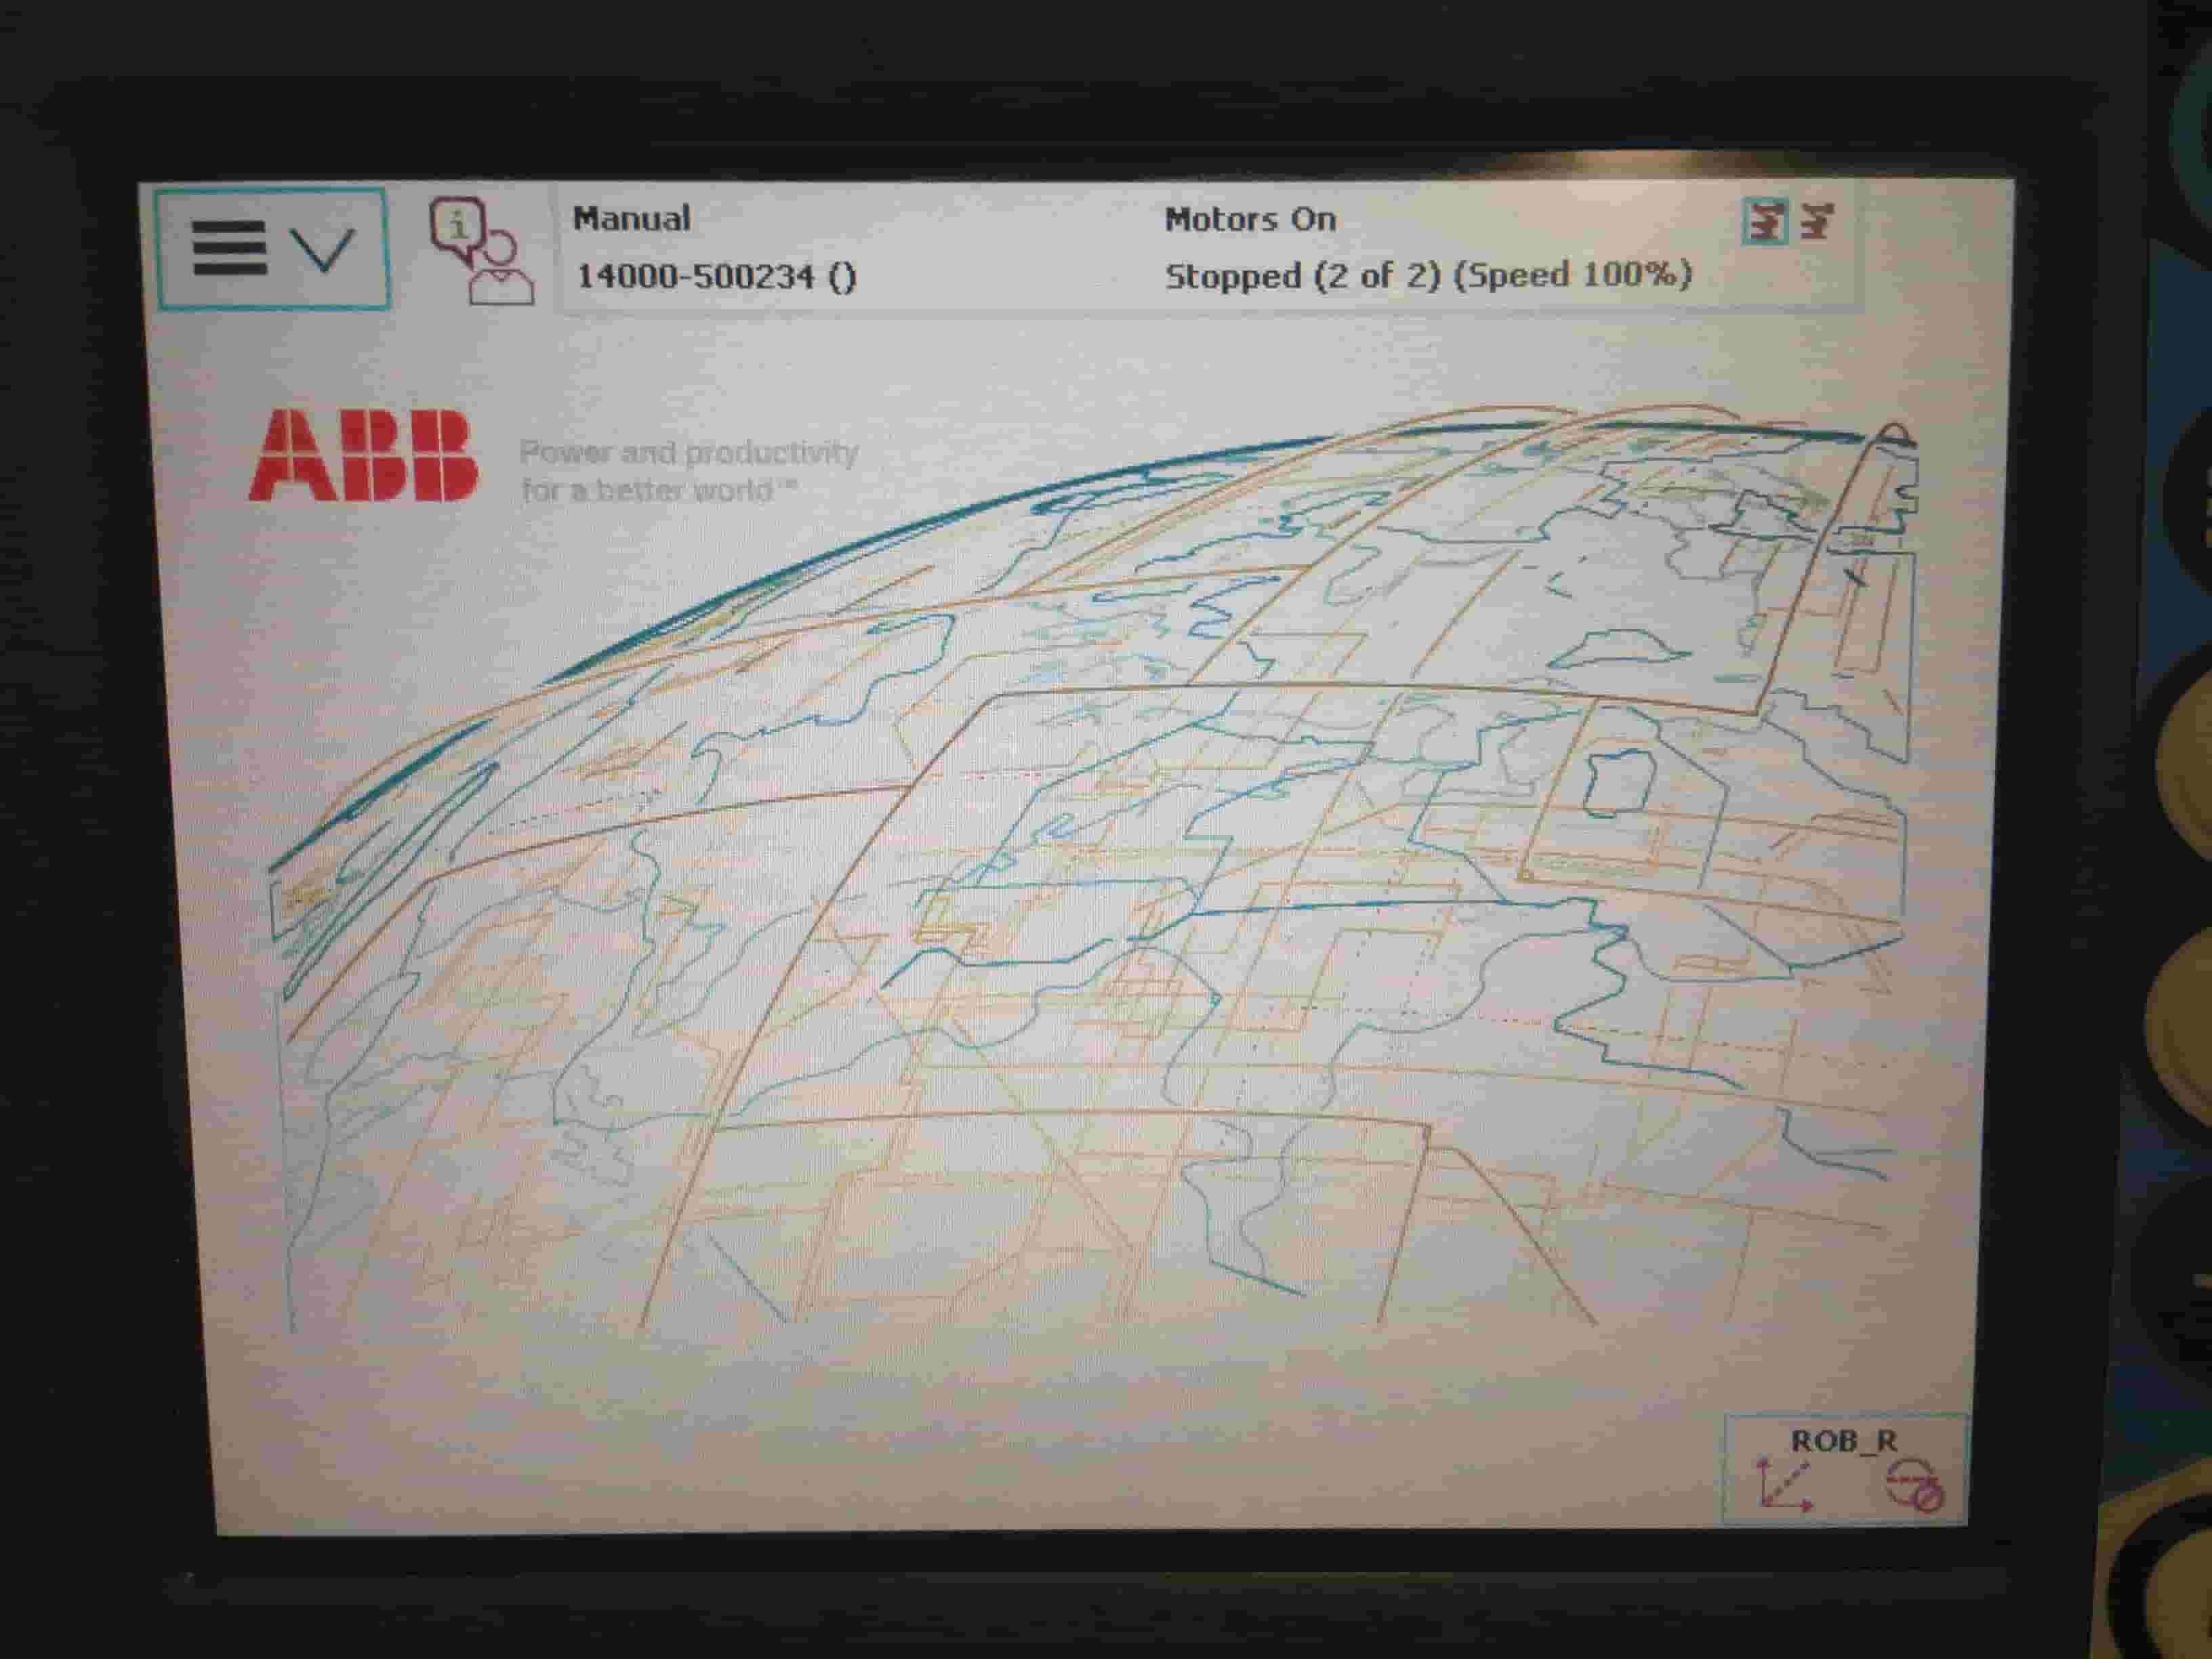 Manual
14000-500234 ()
Motors On
Stopped (2 of 2) (Speed 100%)
ABB
Power and productivity
for a better world™
ROB_R